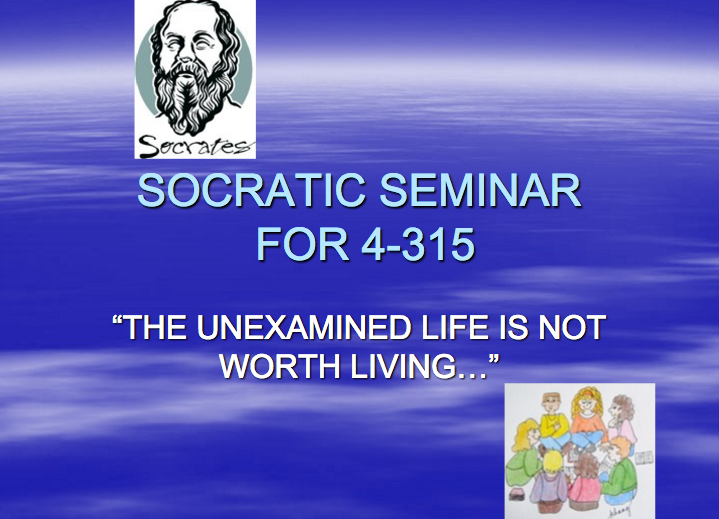 Socrates
SOCRATIC SEMINAR
FOR 4-315
“THE UNEXAMINED LIFE IS NOT
WORTH LIVING…”